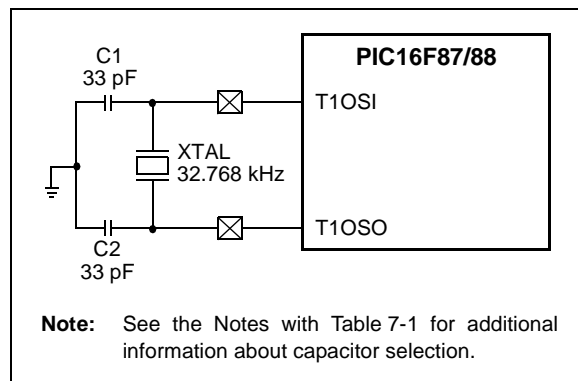 C1
33 pF
PIC16F87/88
T1OSI
XTAL
32.768 kHz
T1OSO
C2
33 pF
Note: See the Notes with Table 7-1 for additional
information about capacitor selection.